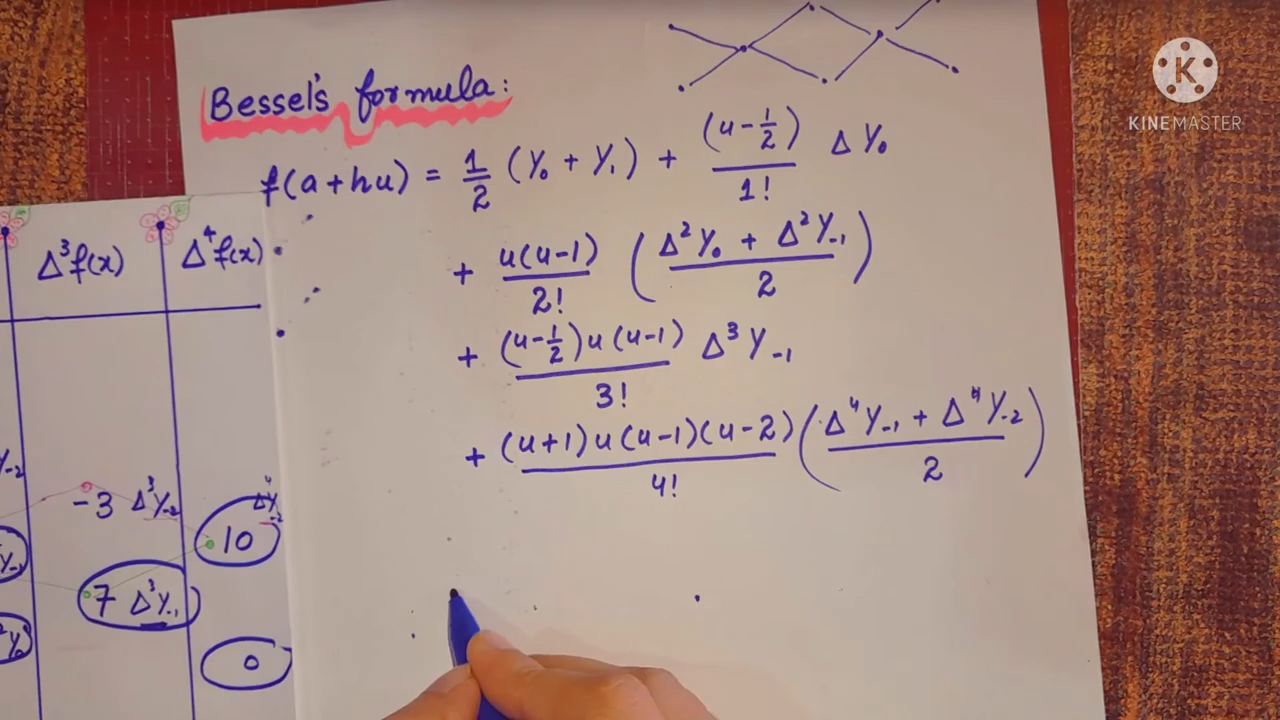 KINEMASTER
Bessel's formula:
f(a+hu) = 1/2 (Y₀ + Y₁) + (u-1/2)/1! ΔY₀
+ u(u-1)/2! ((Δ²Y₀ + Δ²Y₋₁)/2)
+ (u-1/2)u(u-1)/3! Δ³Y₋₁
+ (u+1)u(u-1)(u-2)/4! ((Δ⁴Y₋₁ + Δ⁴Y₋₂)/2)
Δ³f(x) Δ⁴f(x)
-3 Δ³Y₋₂
10 Δ⁴Y₋₂
7 Δ³Y₋₁
0